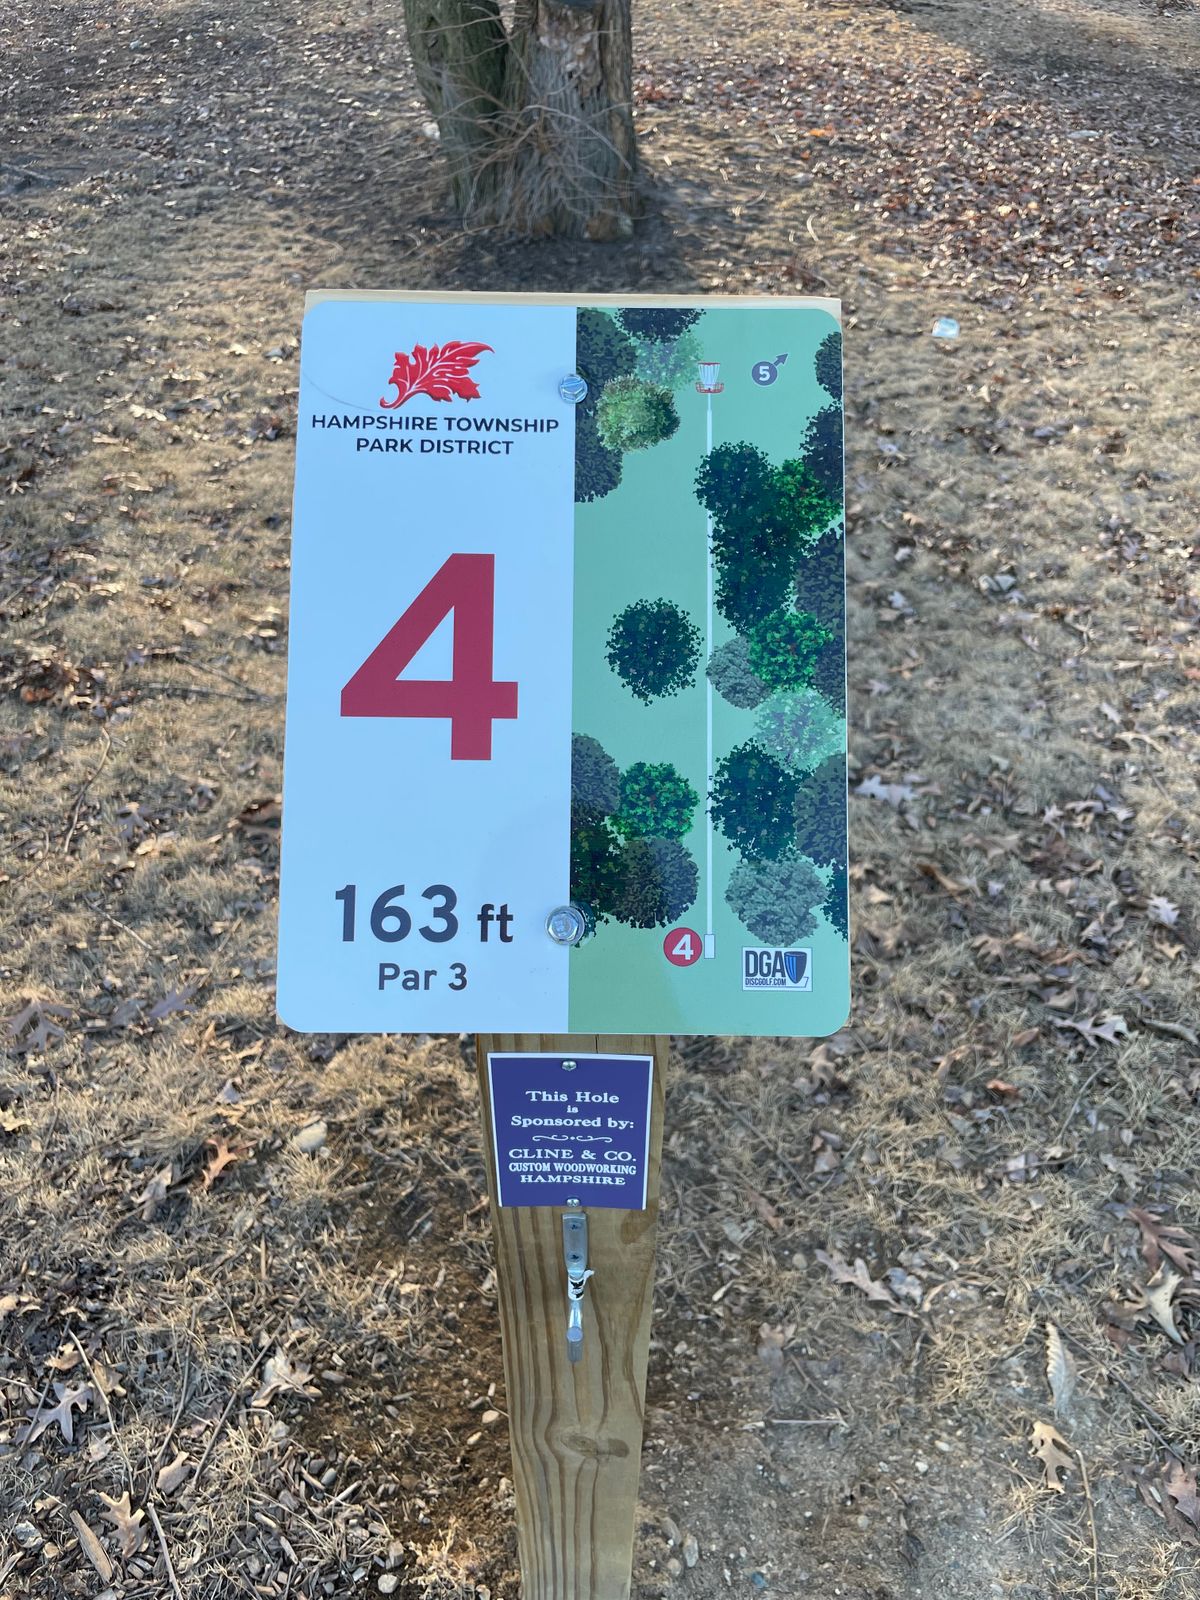 HAMPSHIRE TOWNSHIP
PARK DISTRICT
4
163 ft
Par 3
5
4
DGA
DISCGOLF.COM
This Hole
is
Sponsored by:
CLINE & CO.
CUSTOM WOODWORKING
HAMPSHIRE